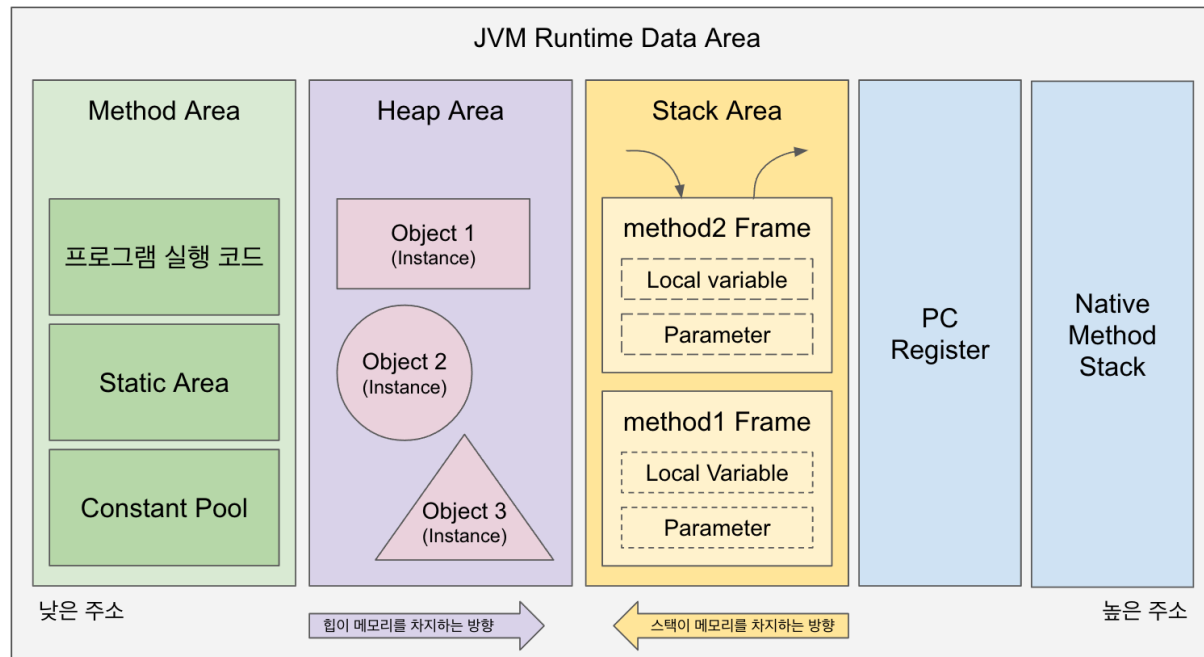 JVM Runtime Data Area
Method Area
프로그램 실행 코드
Static Area
Constant Pool
Heap Area
Object 1
(Instance)
Object 2
(Instance)
Object 3
(Instance)
Stack Area
method2 Frame
Local variable
Parameter
method1 Frame
Local Variable
Parameter
PC
Register
Native
Method
Stack
낮은 주소
힙이 메모리를 차지하는 방향
스택이 메모리를 차지하는 방향
높은 주소